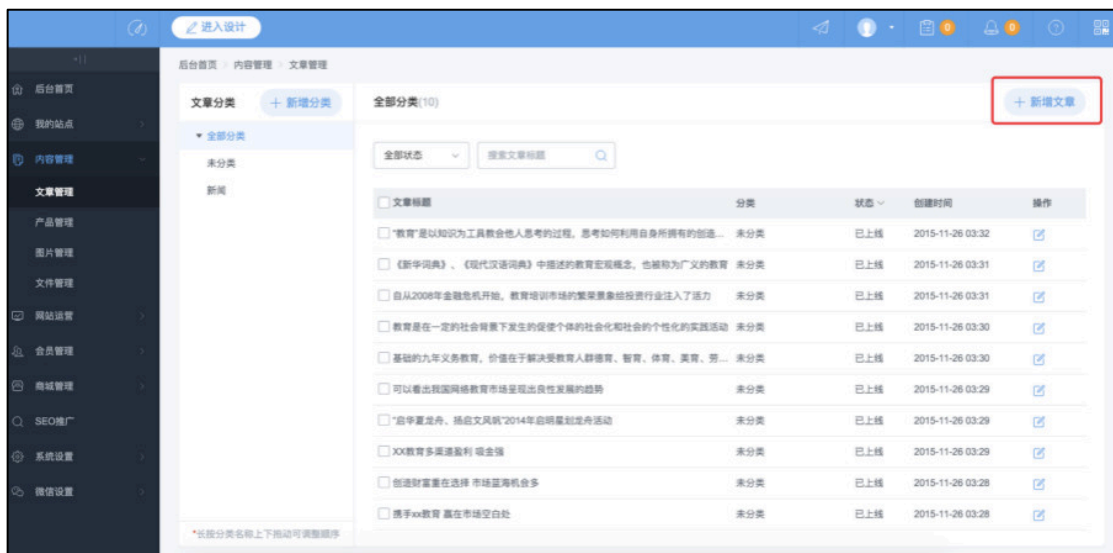 进入设计
0
0
后台首页 内容管理 文章管理
后台首页
我的站点
内容管理
文章管理
产品管理
图片管理
文件管理
网站运营
会员管理
商城管理
SEO推广
系统设置
微信设置
文章分类 + 新增分类
全部分类
未分类
新闻
*长按分类名称上下拖动可调整顺序
全部分类(10) + 新增文章
全部状态 搜索文章标题
文章标题 分类 状态 创建时间 操作
“教育”是以知识为工具教会他人思考的过程，思考如何利用自身所拥有的创造... 未分类 已上线 2015-11-26 03:32
《新华词典》、《现代汉语词典》中描述的教育宏观概念，也被称为广义的教育 未分类 已上线 2015-11-26 03:31
自从2008年金融危机开始，教育培训市场的繁荣景象给投资行业注入了活力 未分类 已上线 2015-11-26 03:31
教育是在一定的社会背景下发生的促使个体的社会化和社会的个性化的实践活动 未分类 已上线 2015-11-26 03:30
基础的九年义务教育，价值在于解决受教育人群德育、智育、体育、美育、劳... 未分类 已上线 2015-11-26 03:30
可以看出我国网络教育市场呈现出良性发展的趋势 未分类 已上线 2015-11-26 03:29
“启华夏龙舟、扬启文风帆”2014年启明星划龙舟活动 未分类 已上线 2015-11-26 03:29
XX教育多渠道盈利 吸金强 未分类 已上线 2015-11-26 03:29
创造财富重在选择 市场蓝海机会多 未分类 已上线 2015-11-26 03:28
携手xx教育 赢在市场空白处 未分类 已上线 2015-11-26 03:28